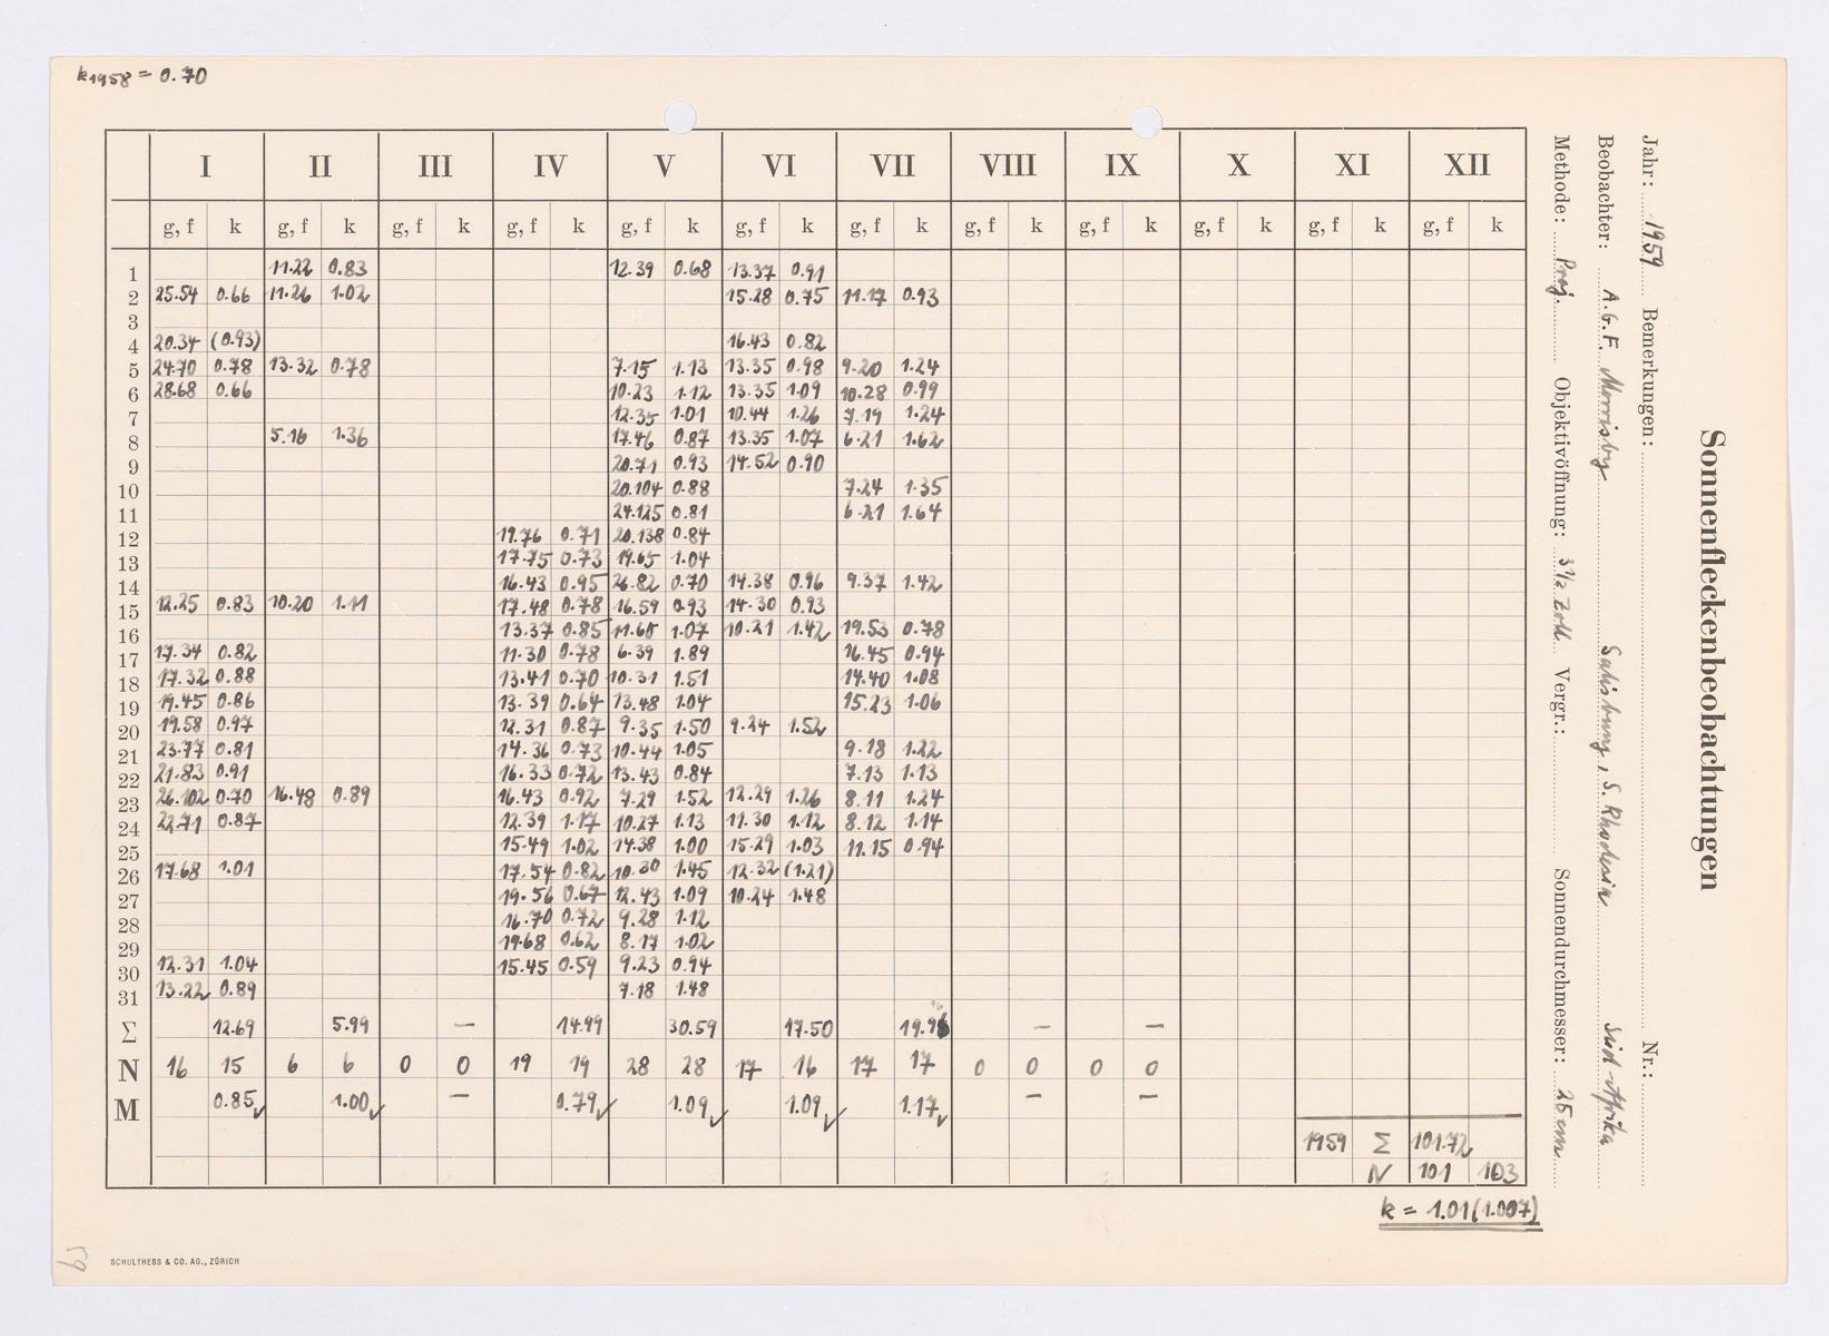 k1958 = 0.70
Sonnenfleckenbeobachtungen
Jahr: 1959 Bemerkungen: Nr.:
Beobachter: A.G.F. Morrisby Salisbury, S. Rhodesia Süd-Afrika
Methode: Proj. Objektivöffnung: 3½ Zoll Vergr.: Sonnendurchmesser: 25 cm
I II III IV V VI VII VIII IX X XI XII
g, f k g, f k g, f k g, f k g, f k g, f k g, f k g, f k g, f k g, f k g, f k g, f k
1 11.22 0.83 12.39 0.68 13.37 0.91
2 25.54 0.66 11.26 1.02 15.28 0.75 11.17 0.93
3
4 20.34 (0.93) 16.43 0.82
5 24.70 0.78 13.32 0.78 7.15 1.13 13.35 0.98 9.20 1.24
6 28.68 0.66 10.23 1.12 13.35 1.09 10.28 0.99
7 12.35 1.01 10.44 1.26 7.19 1.24
8 5.16 1.36 17.46 0.87 13.35 1.07 6.21 1.62
9 20.71 0.93 14.52 0.90
10 20.104 0.88 7.24 1.35
11 24.125 0.81 6.21 1.64
12 19.76 0.71 20.138 0.84
13 17.75 0.73 19.65 1.04
14 16.43 0.95 26.82 0.70 14.38 0.96 9.37 1.42
15 12.25 0.83 10.20 1.11 17.48 0.78 16.59 0.93 14.30 0.93
16 13.37 0.85 11.65 1.07 10.21 1.42 19.53 0.78
17 17.34 0.82 11.30 0.78 6.39 1.89 16.45 0.94
18 17.32 0.88 13.41 0.70 10.31 1.51 14.40 1.08
19 19.45 0.86 13.39 0.64 13.48 1.04 15.23 1.06
20 19.58 0.97 12.31 0.87 9.35 1.50 9.24 1.52
21 23.77 0.81 14.36 0.73 10.44 1.05 9.18 1.22
22 21.83 0.91 16.33 0.72 13.43 0.84 7.13 1.13
23 26.102 0.70 16.48 0.89 16.43 0.92 7.29 1.52 12.29 1.26 8.11 1.24
24 22.71 0.87 12.39 1.17 10.27 1.13 11.30 1.12 8.12 1.14
25 15.49 1.02 14.38 1.00 15.29 1.03 11.15 0.94
26 17.68 1.01 17.54 0.82 10.30 1.45 12.32 (1.21)
27 19.56 0.67 12.43 1.09 10.24 1.48
28 16.70 0.72 9.28 1.12
29 19.68 0.62 8.17 1.02
30 12.31 1.04 15.45 0.59 9.23 0.94
31 13.22 0.89 7.18 1.48
Σ 12.69 5.99 – 14.99 30.59 17.50 19.96 – –
N 16 15 6 6 0 0 19 19 28 28 17 16 17 17 0 0 0 0
M 0.85✓ 1.00✓ – 0.79✓ 1.09✓ 1.09✓ 1.17✓ – –
1959 Σ 101.72
N 101 103
k = 1.01 (1.007)
SCHULTHESS & CO. AG., ZÜRICH